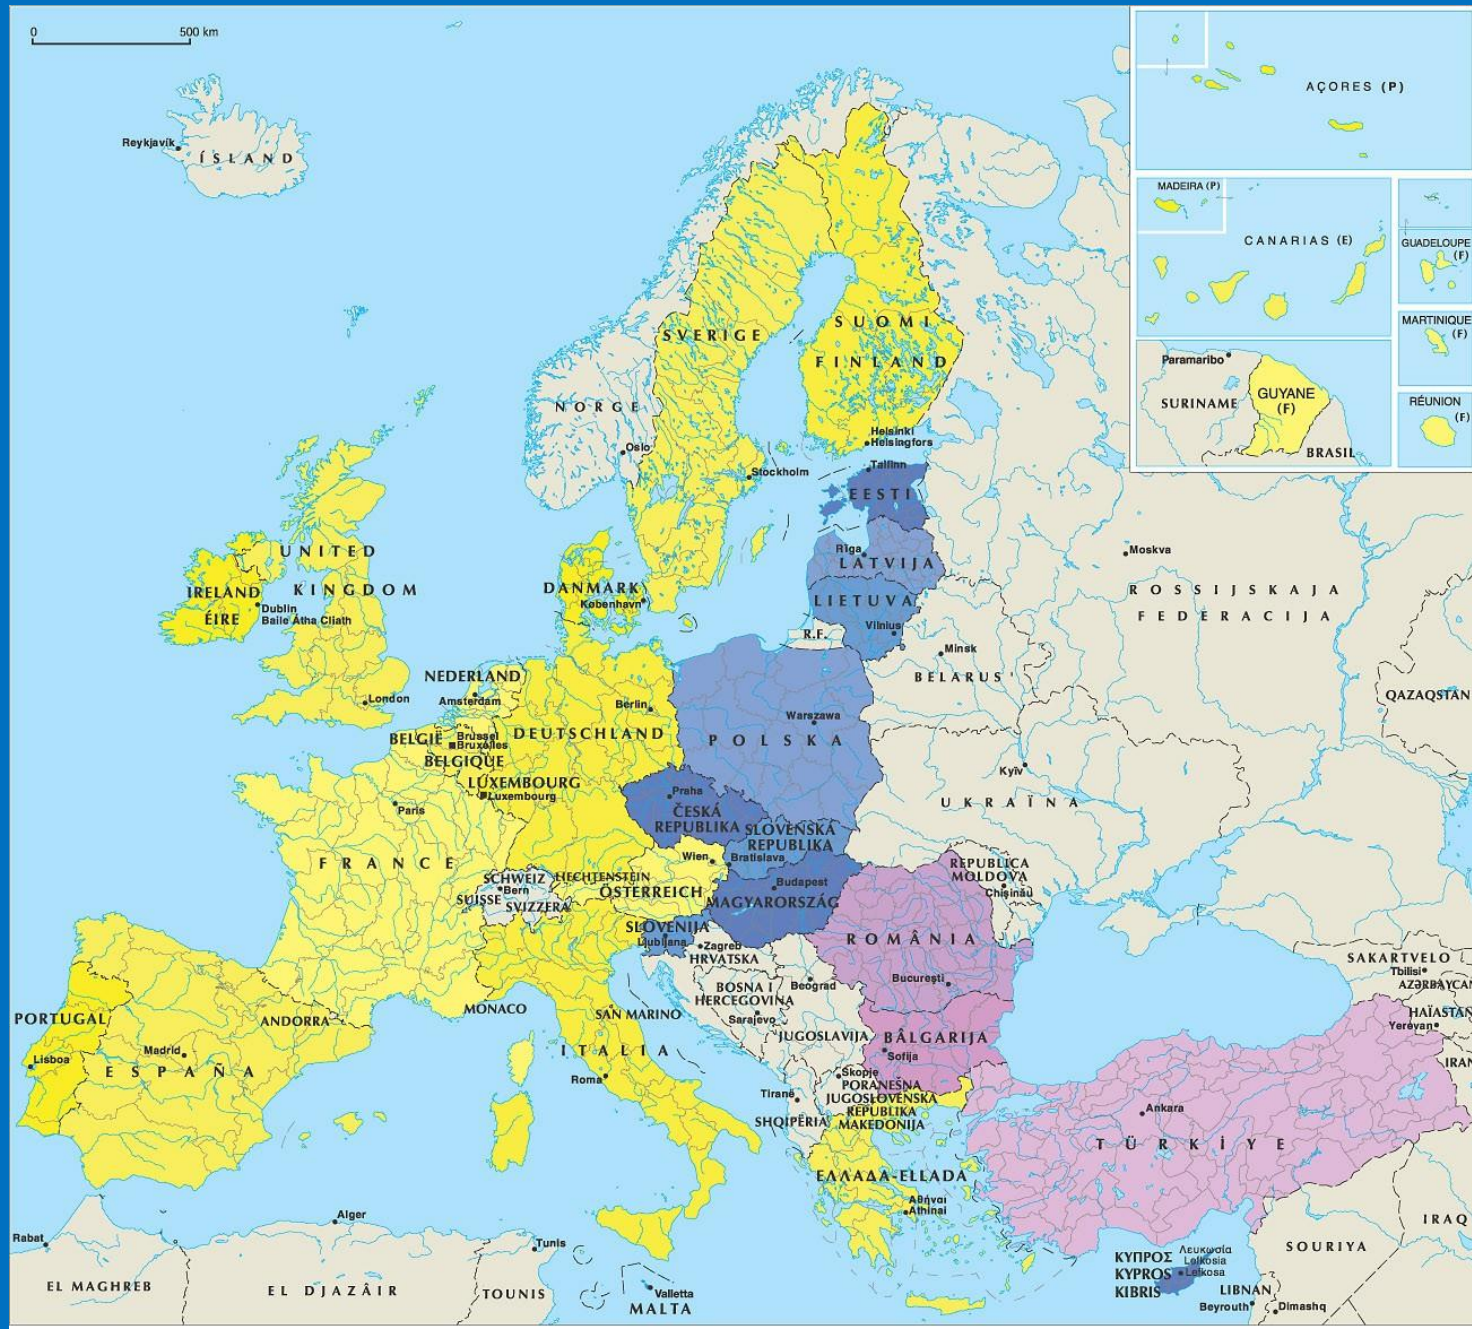 0 500 km
Reykjavík
ÍSLAND
AÇORES (P)
MADEIRA (P)
CANARIAS (E)
GUADELOUPE
(F)
MARTINIQUE
(F)
RÉUNION
(F)
Paramaribo
SURINAME
GUYANE
(F)
BRASIL
SVERIGE
SUOMI
FINLAND
NORGE
Oslo
Helsinki
Helsingfors
Stockholm
Tallinn
EESTI
Rīga
LATVIJA
LIETUVA
Vilnius
R.F.
Moskva
ROSSIJSKAJA
FEDERACIJA
Minsk
BELARUS'
QAZAQSTAN
UNITED
KINGDOM
IRELAND
ÉIRE
Dublin
Baile Átha Cliath
London
DANMARK
København
NEDERLAND
Amsterdam
Berlin
DEUTSCHLAND
BELGIË
Brussel
Bruxelles
BELGIQUE
LUXEMBOURG
Luxembourg
Paris
FRANCE
Warszawa
POLSKA
Kyïv
UKRAÏNA
Praha
ČESKÁ
REPUBLIKA
SLOVENSKÁ
REPUBLIKA
Bratislava
Wien
LIECHTENSTEIN
ÖSTERREICH
SCHWEIZ
Bern
SUISSE
SVIZZERA
Budapest
MAGYARORSZÁG
REPUBLICA
MOLDOVA
Chișinău
SLOVENIJA
Ljubljana
Zagreb
HRVATSKA
ROMÂNIA
București
BOSNA I
HERCEGOVINA
Sarajevo
Beograd
JUGOSLAVIJA
BÂLGARIJA
Sofija
SAKARTVELO
Tbilisi
AZƏRBAYCAN
HAÏASTAN
Yerevan
IRAN
PORTUGAL
Lisboa
Madrid
ESPAÑA
ANDORRA
MONACO
SAN MARINO
ITALIA
Roma
Skopje
PORANEŠNA
JUGOSLOVENSKA
REPUBLIKA
MAKEDONIJA
Tiranë
SHQIPËRIA
ΕΛΛΑΔΑ-ELLADA
Αθήναι
Athinai
Ankara
TÜRKİYE
Rabat
EL MAGHREB
Alger
EL DJAZÂIR
Tunis
TOUNIS
Valletta
MALTA
ΚΥΠΡΟΣ
KYPROS
KIBRIS
Λευκωσία
Lefkosia
Lefkosa
SOURIYA
IRAQ
LIBNAN
Beyrouth
Dimashq